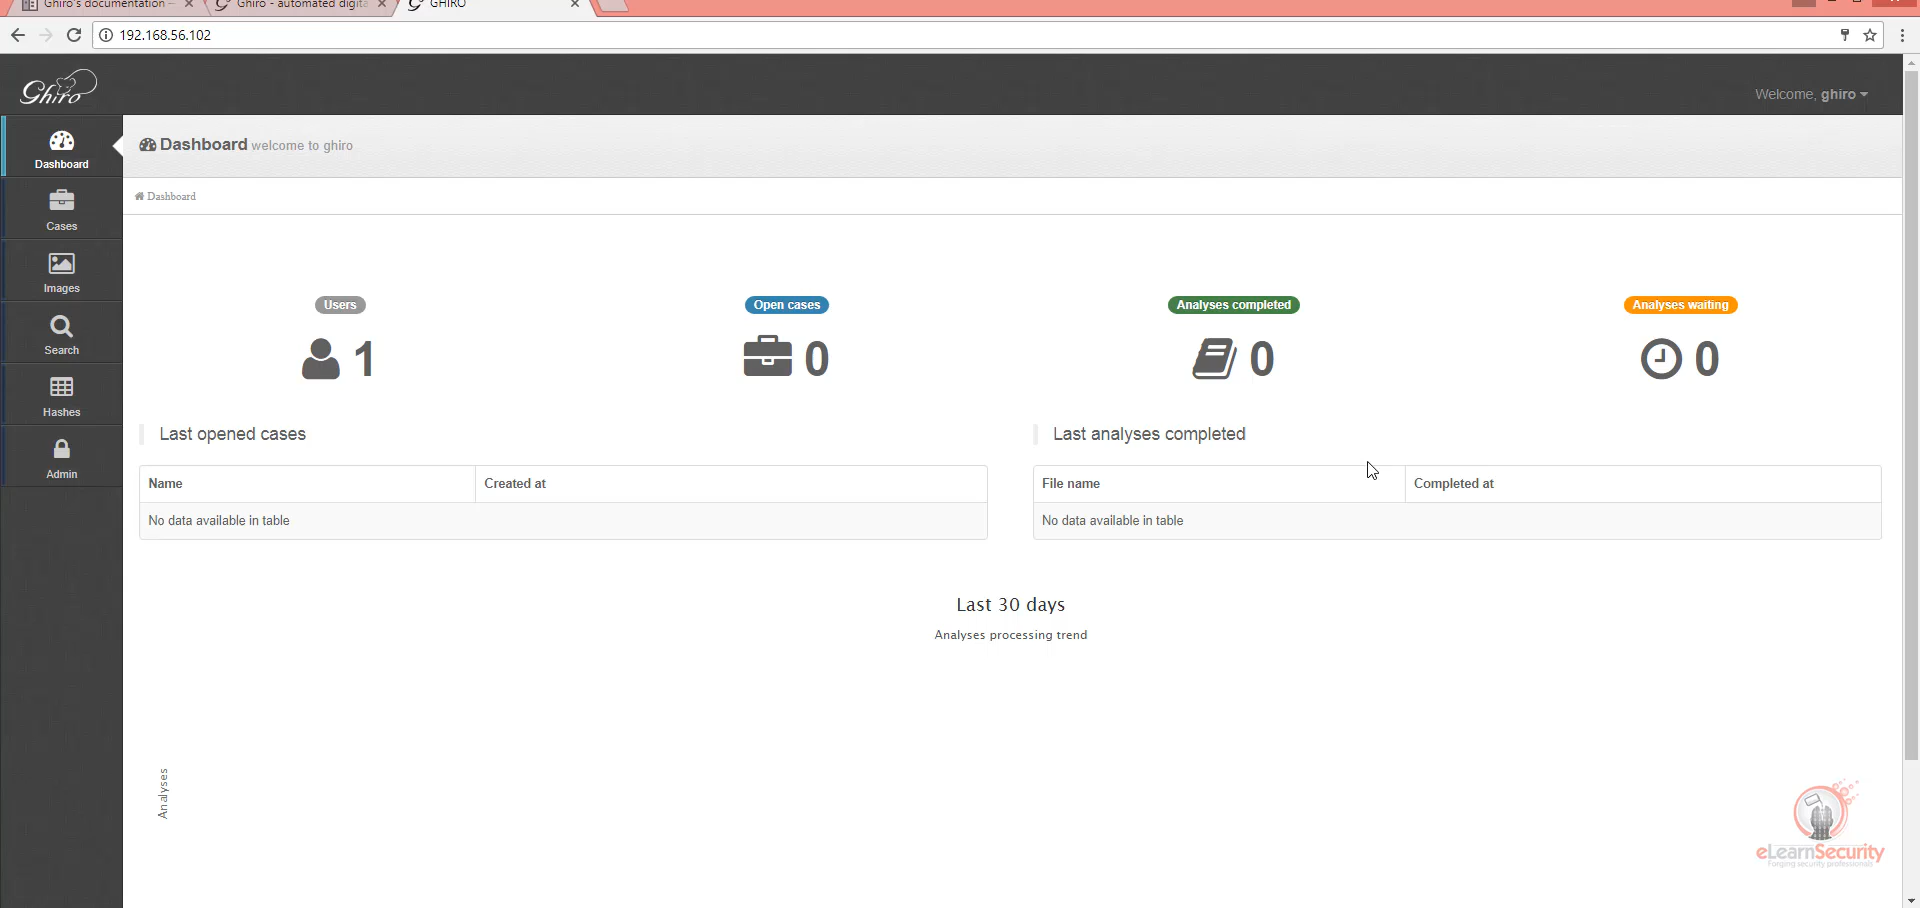 Ghiro's documentation –
Ghiro - automated digita
GHIRO
192.168.56.102
Ghiro
Welcome, ghiro
Dashboard
Cases
Images
Search
Hashes
Admin
Dashboard welcome to ghiro
Dashboard
Users
1
Open cases
0
Analyses completed
0
Analyses waiting
0
Last opened cases
Name Created at
No data available in table
Last analyses completed
File name Completed at
No data available in table
Last 30 days
Analyses processing trend
Analyses
eLearnSecurity
Forging security professionals